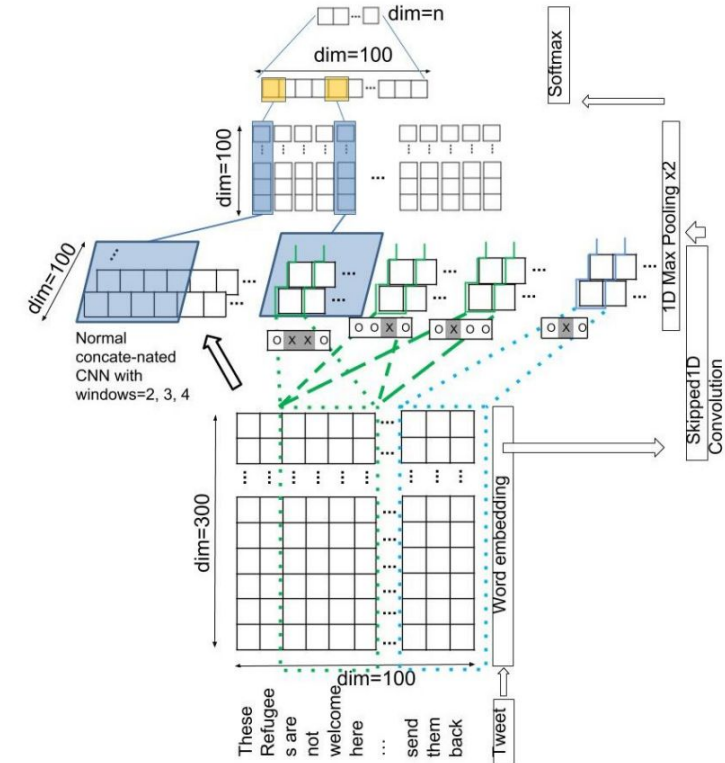 dim=n
dim=100
Softmax
dim=100
1D Max Pooling x2
dim=100
Normal
concate-nated
CNN with
windows=2, 3, 4
O X X O
O O X O
O X O O
O X O
Skipped1D
Convolution
dim=300
Word embedding
dim=100
These
Refugee
s are
not
welcome
here
...
send
them
back
Tweet